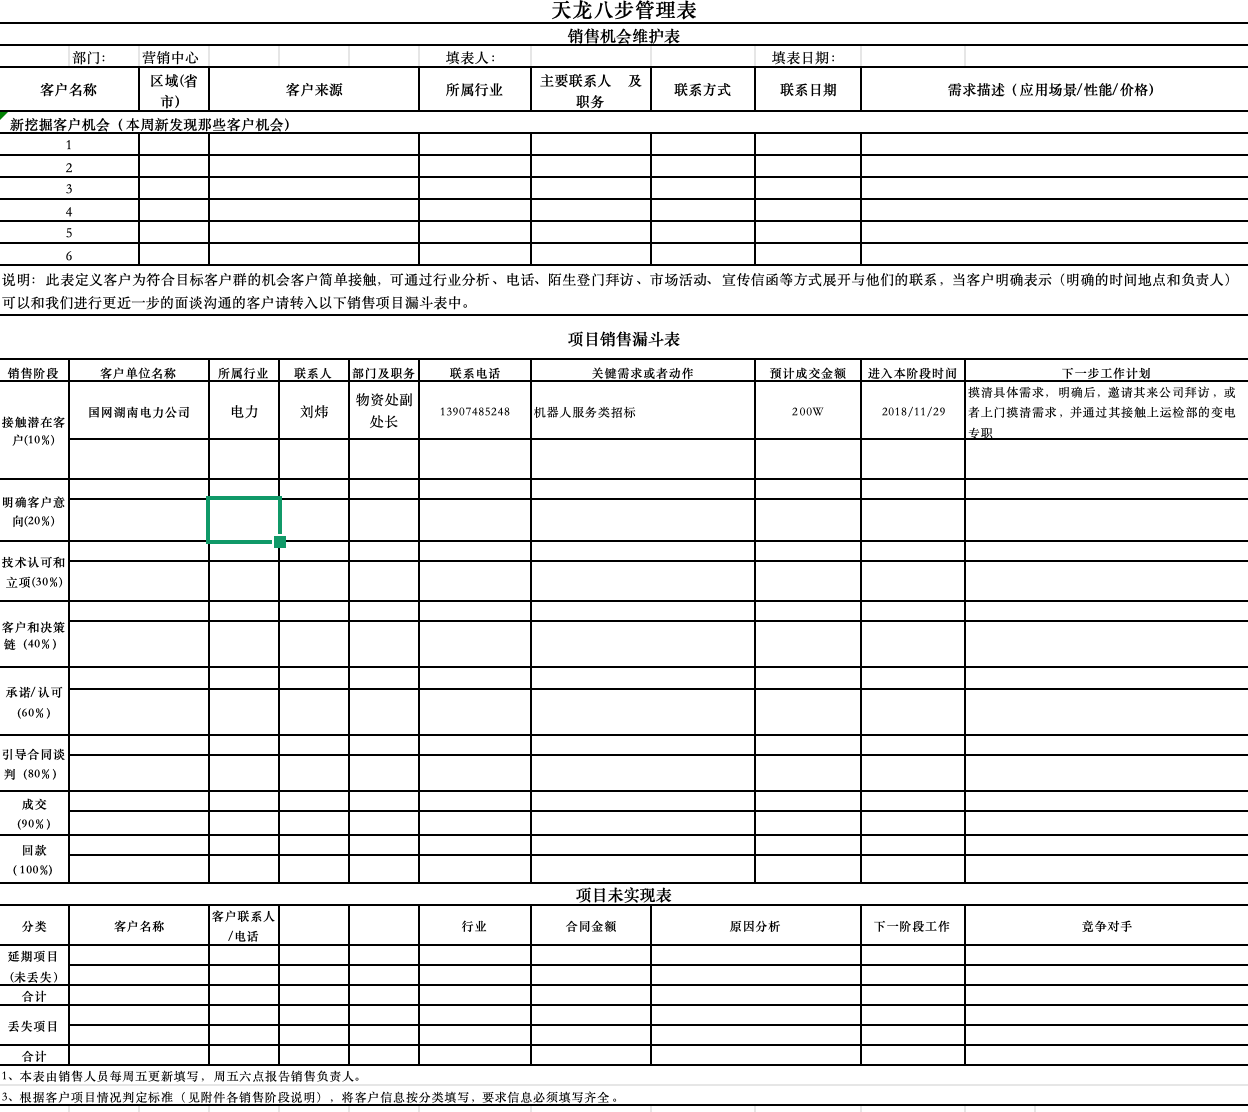 天龙八步管理表
销售机会维护表
部门： 营销中心 填表人： 填表日期：
客户名称 区域(省市) 客户来源 所属行业 主要联系人 及职务 联系方式 联系日期 需求描述（应用场景/性能/价格)
新挖掘客户机会（本周新发现那些客户机会）
1
2
3
4
5
6
说明：此表定义客户为符合目标客户群的机会客户简单接触，可通过行业分析、电话、陌生登门拜访、市场活动、宣传信函等方式展开与他们的联系，当客户明确表示（明确的时间地点和负责人）
可以和我们进行更近一步的面谈沟通的客户请转入以下销售项目漏斗表中。
项目销售漏斗表
销售阶段 客户单位名称 所属行业 联系人 部门及职务 联系电话 关键需求或者动作 预计成交金额 进入本阶段时间 下一步工作计划
接触潜在客户(10%) 国网湖南电力公司 电力 刘炜 物资处副处长 13907485248 机器人服务类招标 200W 2018/11/29 摸清具体需求，明确后，邀请其来公司拜访，或者上门摸清需求，并通过其接触上运检部的变电专职
明确客户意向(20%)
技术认可和立项(30%)
客户和决策链（40%）
承诺/认可(60%)
引导合同谈判（80%）
成交(90%)
回款(100%)
项目未实现表
分类 客户名称 客户联系人/电话 行业 合同金额 原因分析 下一阶段工作 竞争对手
延期项目（未丢失）
合计
丢失项目
合计
1、本表由销售人员每周五更新填写，周五六点报告销售负责人。
3、根据客户项目情况判定标准（见附件各销售阶段说明），将客户信息按分类填写，要求信息必须填写齐全。